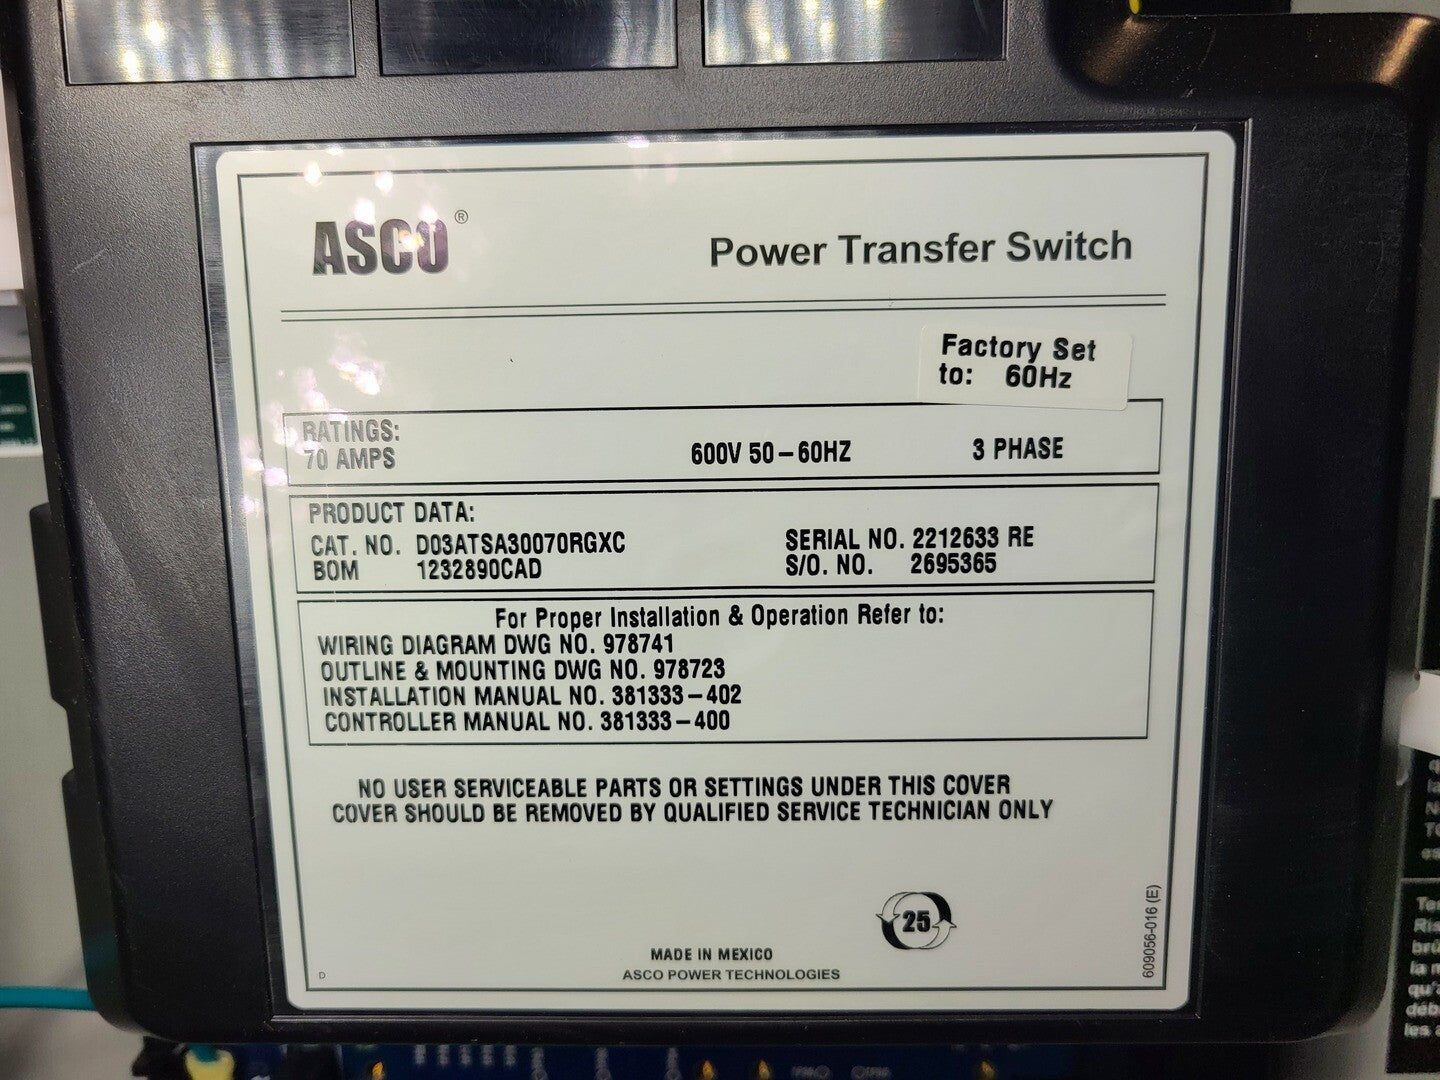 ASCO®
Power Transfer Switch
Factory Set
to: 60Hz
RATINGS:
70 AMPS 600V 50-60HZ 3 PHASE
PRODUCT DATA:
CAT. NO. D03ATSA30070RGXC SERIAL NO. 2212633 RE
BOM 1232890CAD S/O. NO. 2695365
For Proper Installation & Operation Refer to:
WIRING DIAGRAM DWG NO. 978741
OUTLINE & MOUNTING DWG NO. 978723
INSTALLATION MANUAL NO. 381333-402
CONTROLLER MANUAL NO. 381333-400
NO USER SERVICEABLE PARTS OR SETTINGS UNDER THIS COVER
COVER SHOULD BE REMOVED BY QUALIFIED SERVICE TECHNICIAN ONLY
25
MADE IN MEXICO
ASCO POWER TECHNOLOGIES
D
609056-016 (E)